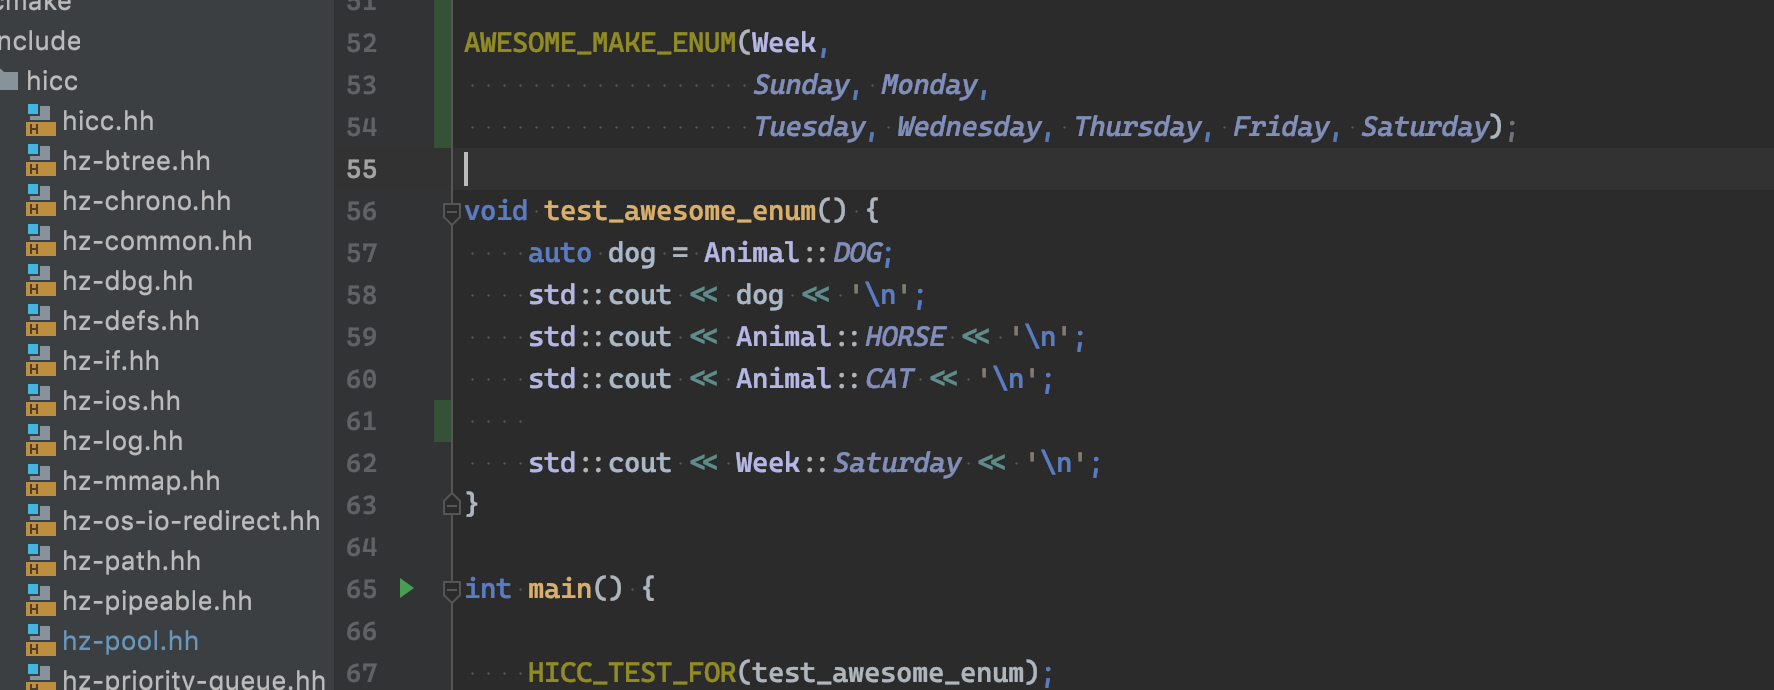 cmake
include
hicc
hicc.hh
hz-btree.hh
hz-chrono.hh
hz-common.hh
hz-dbg.hh
hz-defs.hh
hz-if.hh
hz-ios.hh
hz-log.hh
hz-mmap.hh
hz-os-io-redirect.hh
hz-path.hh
hz-pipeable.hh
hz-pool.hh
hz-priority-queue.hh
51
52 AWESOME_MAKE_ENUM(Week,
53 Sunday, Monday,
54 Tuesday, Wednesday, Thursday, Friday, Saturday);
55
56 void test_awesome_enum() {
57 auto dog = Animal::DOG;
58 std::cout << dog << '\n';
59 std::cout << Animal::HORSE << '\n';
60 std::cout << Animal::CAT << '\n';
61
62 std::cout << Week::Saturday << '\n';
63 }
64
65 int main() {
66
67 HICC_TEST_FOR(test_awesome_enum);